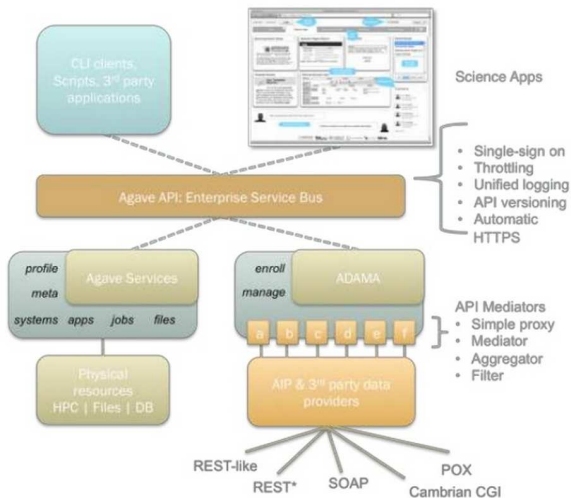 CLI clients,
Scripts, 3rd party
applications
Science Apps
Agave API: Enterprise Service Bus
• Single-sign on
• Throttling
• Unified logging
• API versioning
• Automatic
HTTPS
profile
Agave Services
meta
systems apps jobs files
enroll
ADAMA
manage
a b c d e f
API Mediators
• Simple proxy
• Mediator
• Aggregator
• Filter
Physical
resources
HPC | Files | DB
AIP & 3rd party data
providers
REST-like
REST*
SOAP
POX
Cambrian CGI